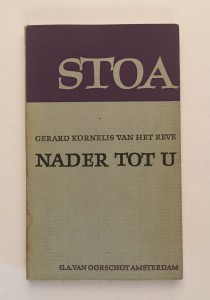 STOA
GERARD KORNELIS VAN HET REVE
NADER TOT U
G.A. VAN OORSCHOT AMSTERDAM